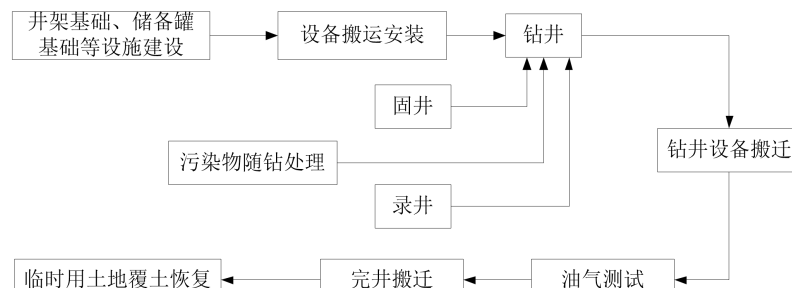 井架基础、储备罐
基础等设施建设
设备搬运安装
钻井
固井
污染物随钻处理
钻井设备搬迁
录井
临时用土地覆土恢复
完井搬迁
油气测试